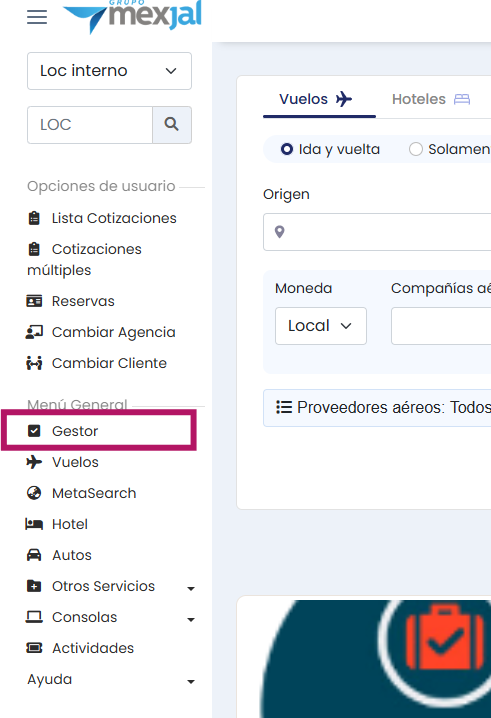 GRUPO
mexjal
Loc interno
LOC
Opciones de usuario
Lista Cotizaciones
Cotizaciones
múltiples
Reservas
Cambiar Agencia
Cambiar Cliente
Menú General
Gestor
Vuelos
MetaSearch
Hotel
Autos
Otros Servicios
Consolas
Actividades
Ayuda
Vuelos Hoteles
Ida y vuelta Solamen
Origen
Moneda Compañías aé
Local
Proveedores aéreos: Todos